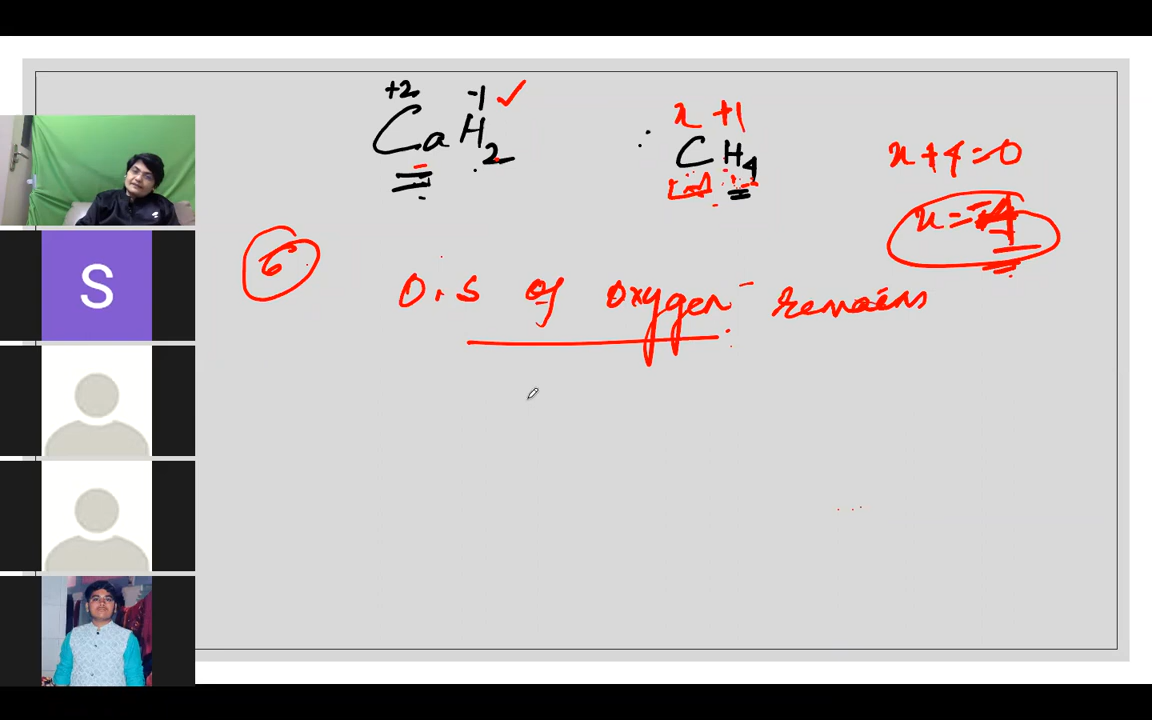 +2 -1 ✓
CaH2
x +1
CH4
x+4=0
x=-4
6
O.S of Oxygen- remains
S